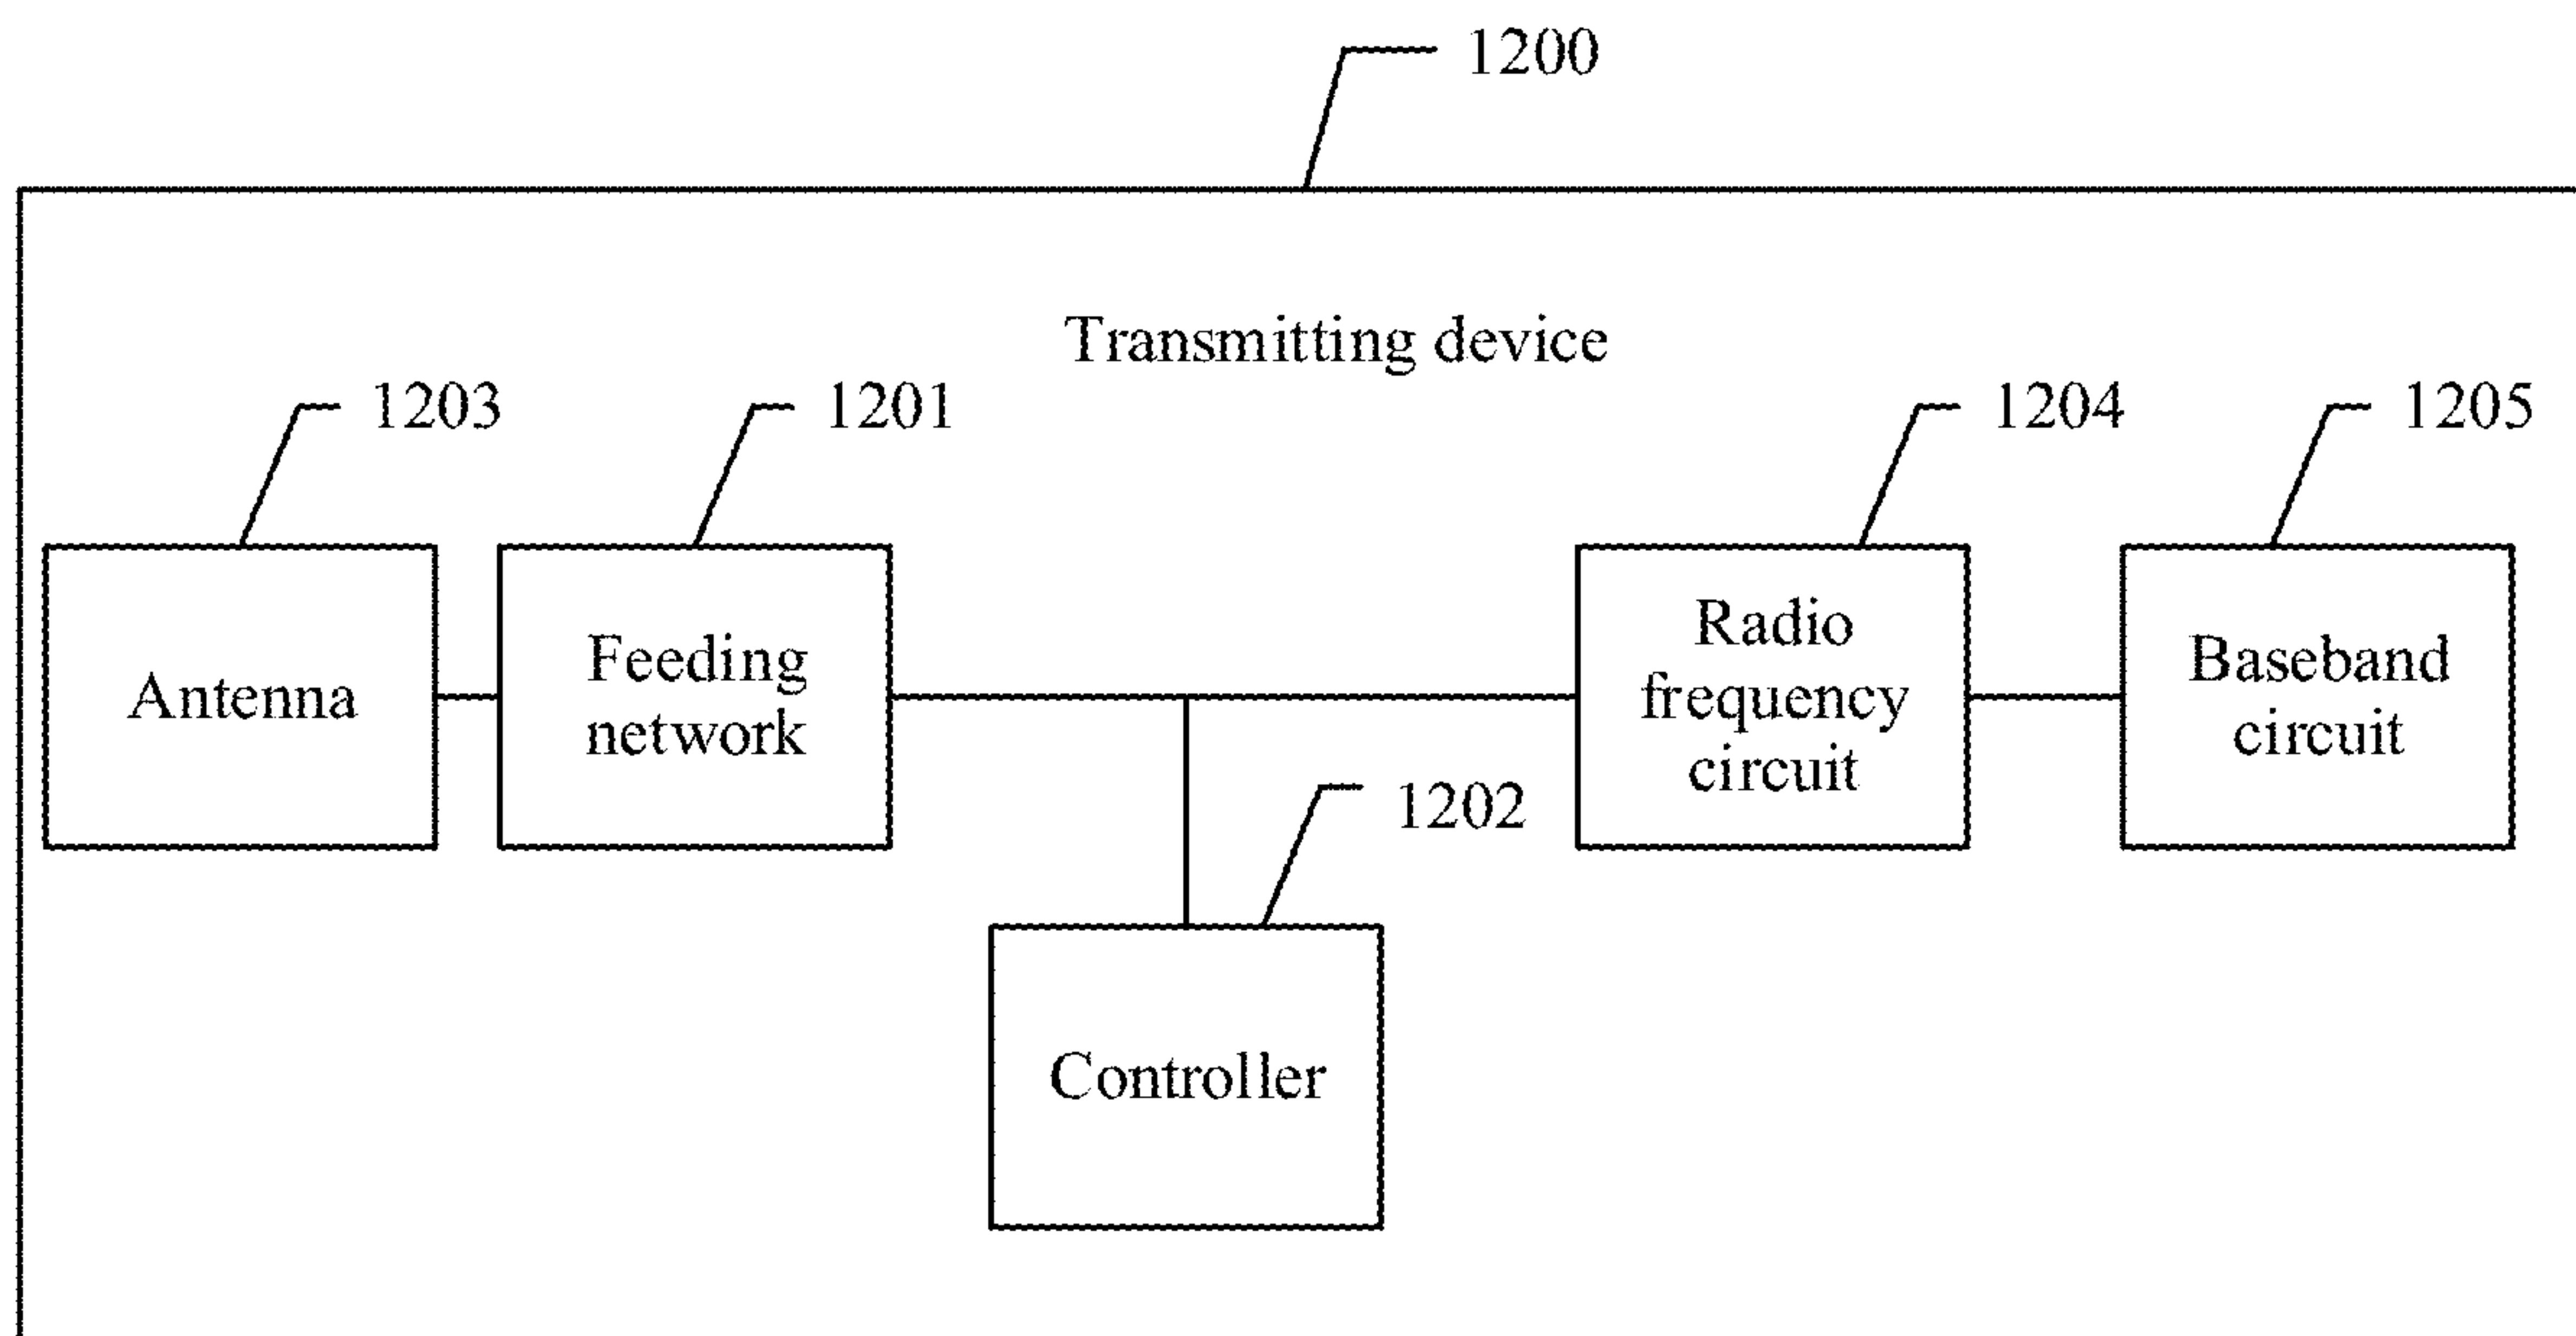 1200
Transmitting device
1203
1201
1204
1205
Antenna
Feeding
network
Radio
frequency
circuit
Baseband
circuit
1202
Controller